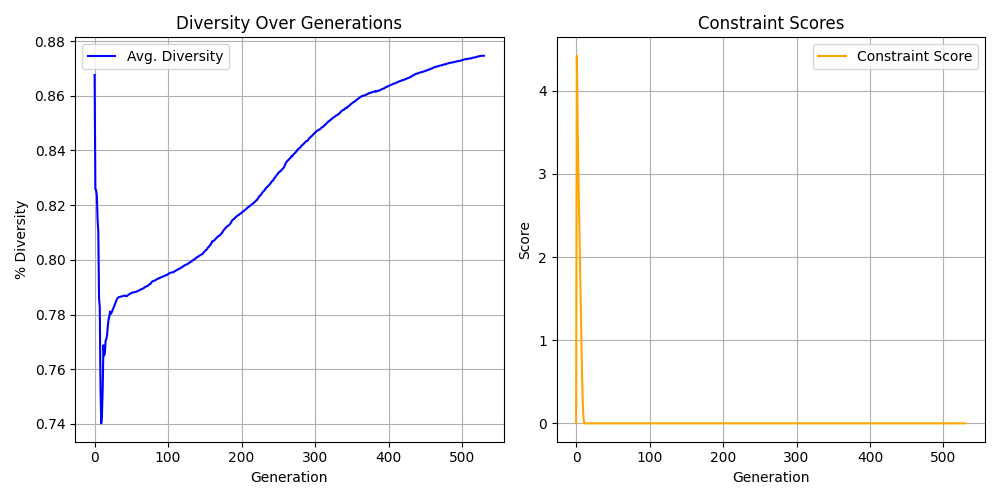 Diversity Over Generations
Avg. Diversity
% Diversity
0.88
0.86
0.84
0.82
0.80
0.78
0.76
0.74
0 100 200 300 400 500
Generation
Constraint Scores
Constraint Score
Score
4
3
2
1
0
0 100 200 300 400 500
Generation